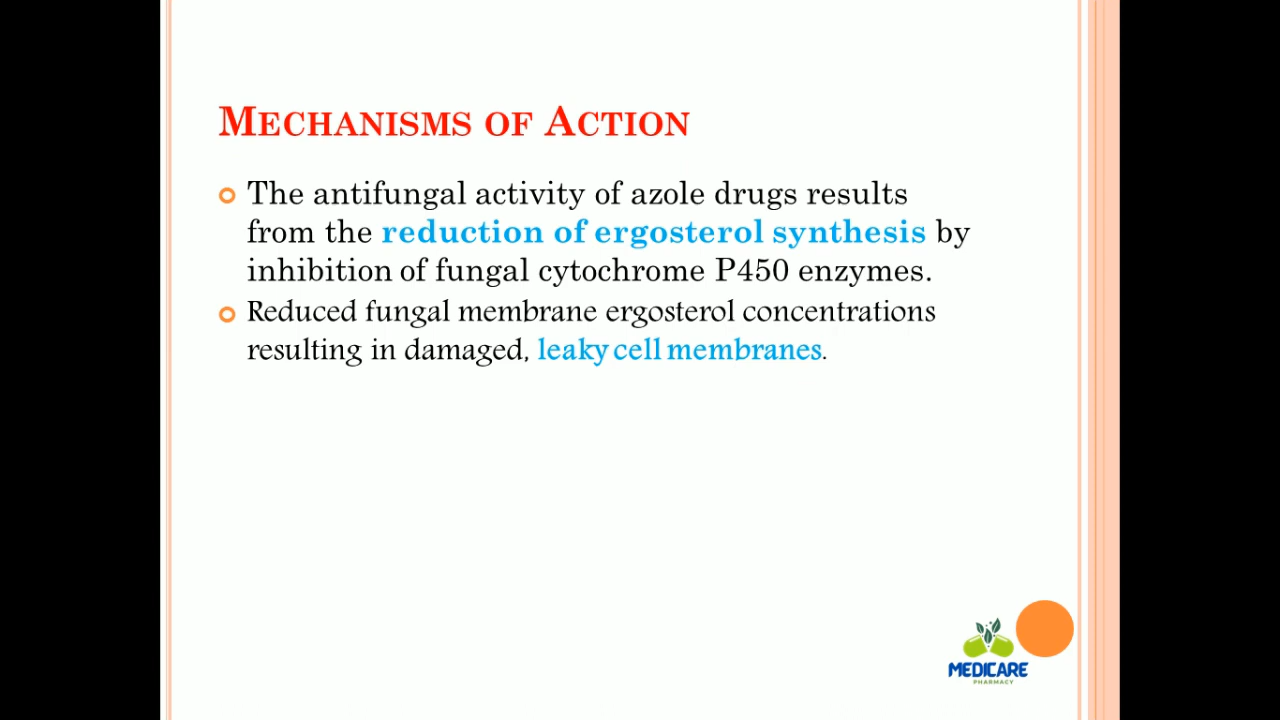 MECHANISMS OF ACTION
The antifungal activity of azole drugs results
from the reduction of ergosterol synthesis by
inhibition of fungal cytochrome P450 enzymes.
Reduced fungal membrane ergosterol concentrations
resulting in damaged, leaky cell membranes.
MEDICARE
PHARMACY